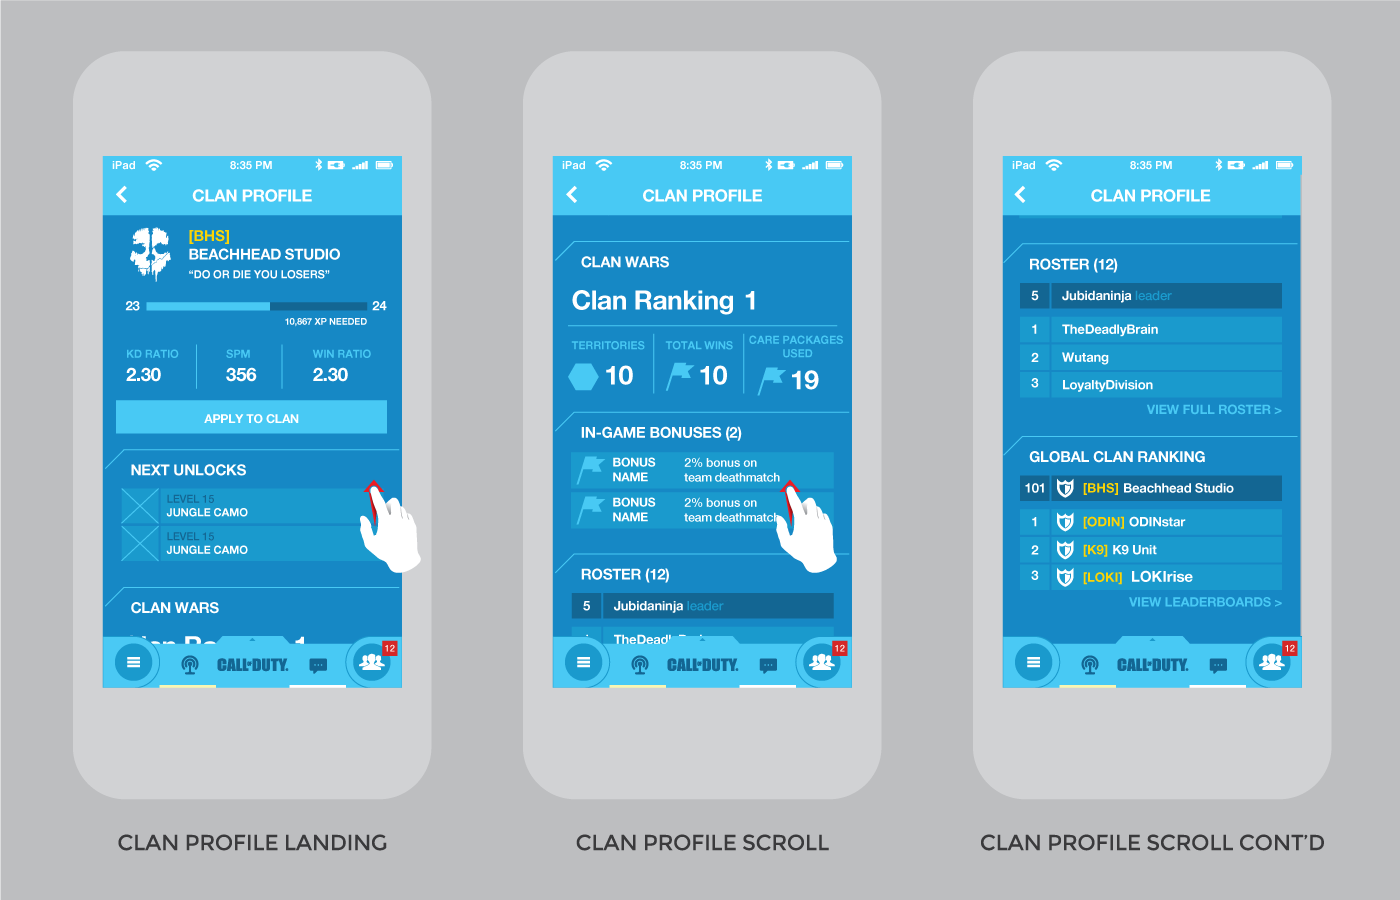 iPad
8:35 PM
CLAN PROFILE
[BHS]
BEACHHEAD STUDIO
“DO OR DIE YOU LOSERS”
23
24
10,867 XP NEEDED
KD RATIO
SPM
WIN RATIO
2.30
356
2.30
APPLY TO CLAN
NEXT UNLOCKS
LEVEL 15
JUNGLE CAMO
LEVEL 15
JUNGLE CAMO
CLAN WARS
CALL OF DUTY.
12
CLAN PROFILE LANDING
iPad
8:35 PM
CLAN PROFILE
CLAN WARS
Clan Ranking 1
TERRITORIES
TOTAL WINS
CARE PACKAGES
USED
10
10
19
IN-GAME BONUSES (2)
BONUS
NAME
2% bonus on
team deathmatch
BONUS
NAME
2% bonus on
team deathmatch
ROSTER (12)
5
Jubidaninja leader
CALL OF DUTY.
12
CLAN PROFILE SCROLL
iPad
8:35 PM
CLAN PROFILE
ROSTER (12)
5 Jubidaninja leader
1 TheDeadlyBrain
2 Wutang
3 LoyaltyDivision
VIEW FULL ROSTER >
GLOBAL CLAN RANKING
101 [BHS] Beachhead Studio
1 [ODIN] ODINstar
2 [K9] K9 Unit
3 [LOKI] LOKIrise
VIEW LEADERBOARDS >
CALL OF DUTY.
12
CLAN PROFILE SCROLL CONT’D